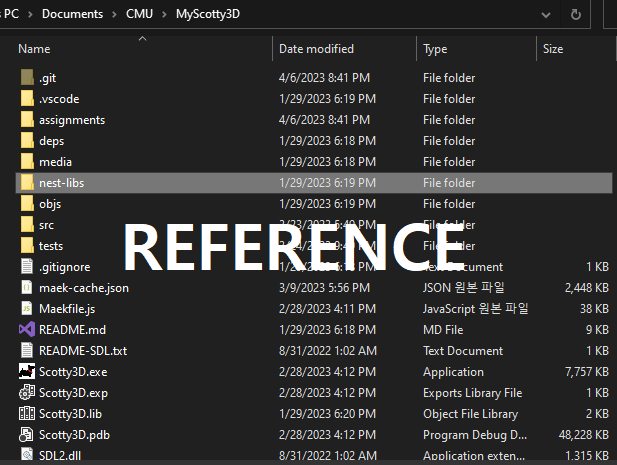 s PC > Documents > CMU > MyScotty3D
Name Date modified Type Size
.git 4/6/2023 8:41 PM File folder
.vscode 1/29/2023 6:19 PM File folder
assignments 4/6/2023 8:41 PM File folder
deps 1/29/2023 6:18 PM File folder
media 1/29/2023 6:18 PM File folder
nest-libs 1/29/2023 6:19 PM File folder
objs 1/29/2023 6:19 PM File folder
src File folder
tests File folder
REFERENCE
.gitignore Text Document 1 KB
maek-cache.json 3/9/2023 5:56 PM JSON 원본 파일 2,448 KB
Maekfile.js 2/28/2023 4:11 PM JavaScript 원본 파일 38 KB
README.md 1/29/2023 6:18 PM MD File 9 KB
README-SDL.txt 8/31/2022 1:02 AM Text Document 1 KB
Scotty3D.exe 2/28/2023 4:12 PM Application 7,757 KB
Scotty3D.exp 2/28/2023 4:12 PM Exports Library File 1 KB
Scotty3D.lib 1/29/2023 6:20 PM Object File Library 2 KB
Scotty3D.pdb 2/28/2023 4:12 PM Program Debug D... 48,228 KB
SDL2.dll 8/31/2022 1:02 AM Application exten... 1,315 KB